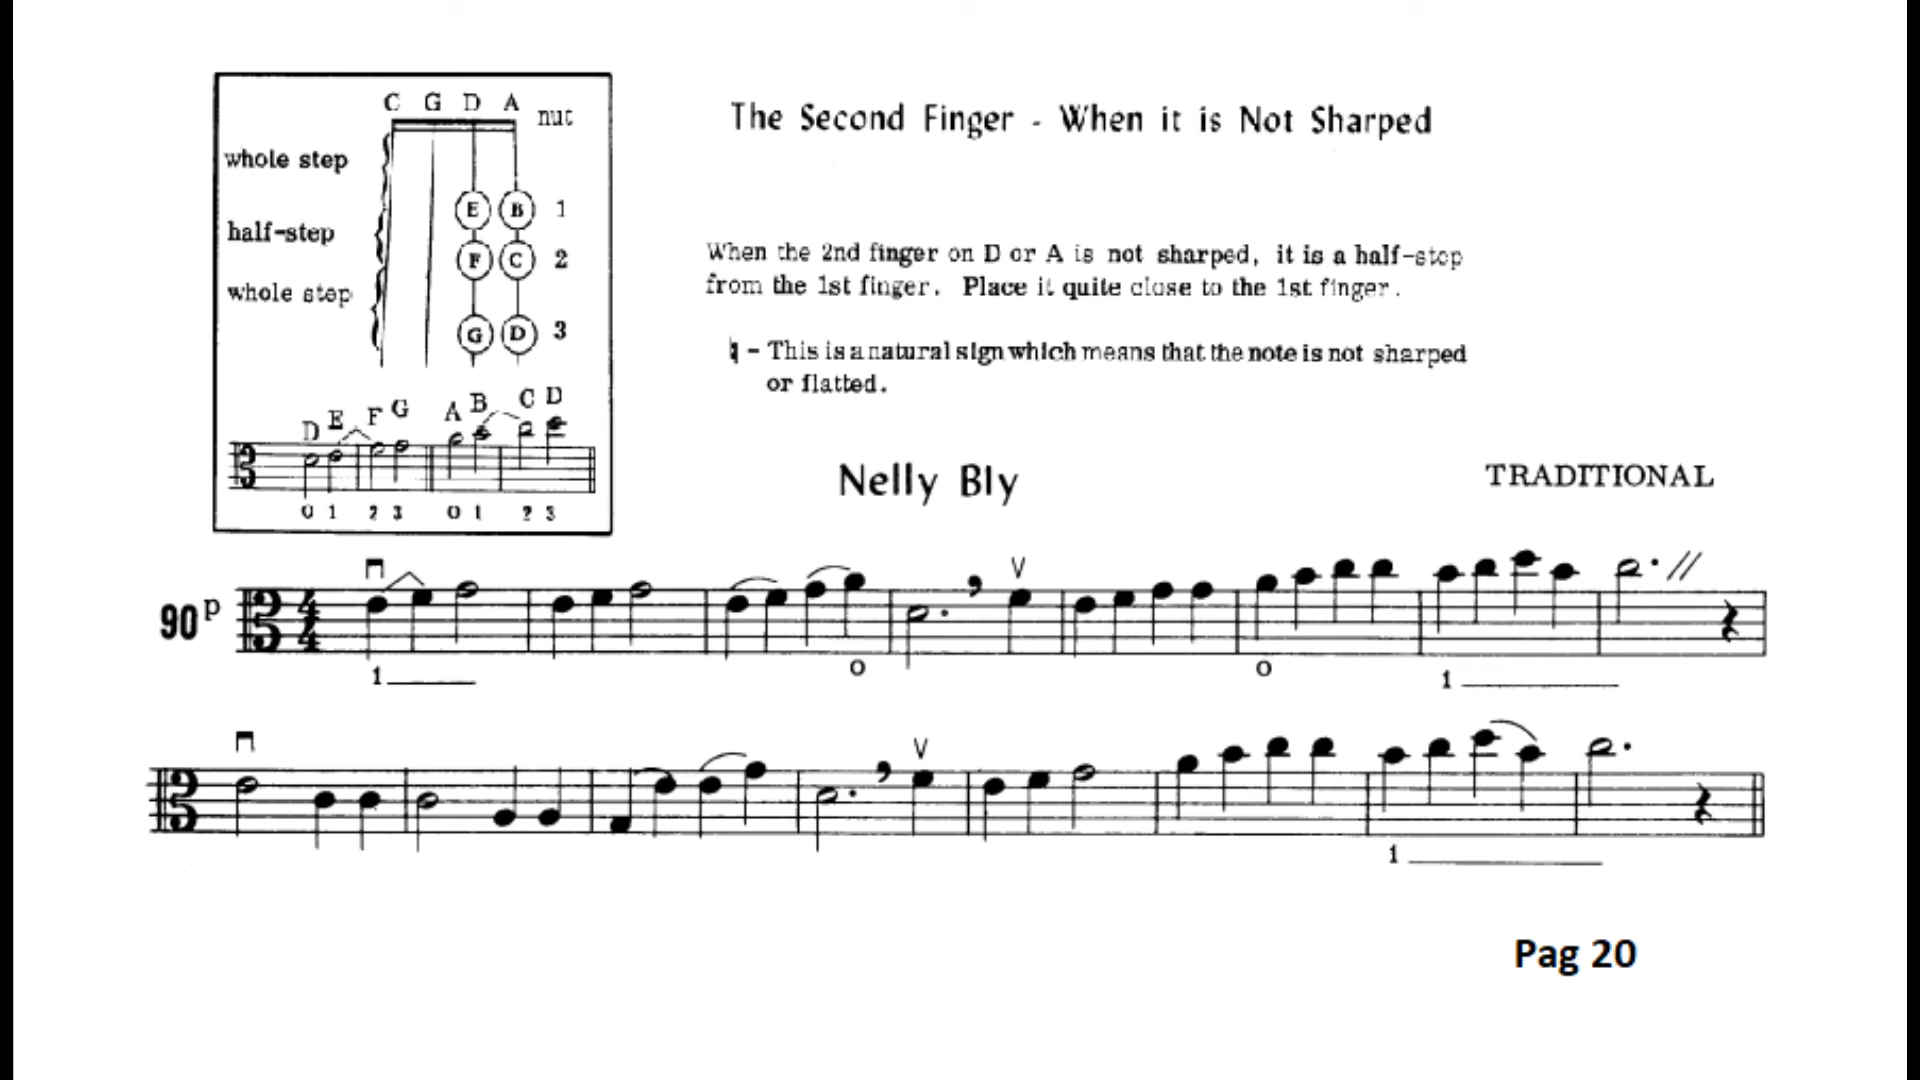 C G D A nut
whole step
E B 1
half-step
F C 2
whole step
G D 3
D E F G A B C D
0 1 2 3 0 1 2 3
The Second Finger - When it is Not Sharped
When the 2nd finger on D or A is not sharped, it is a half-step
from the 1st finger. Place it quite close to the 1st finger.
♮ - This is a natural sign which means that the note is not sharped
or flatted.
Nelly Bly
TRADITIONAL
90 P
4
4
1 0 0 1
1
Pag 20